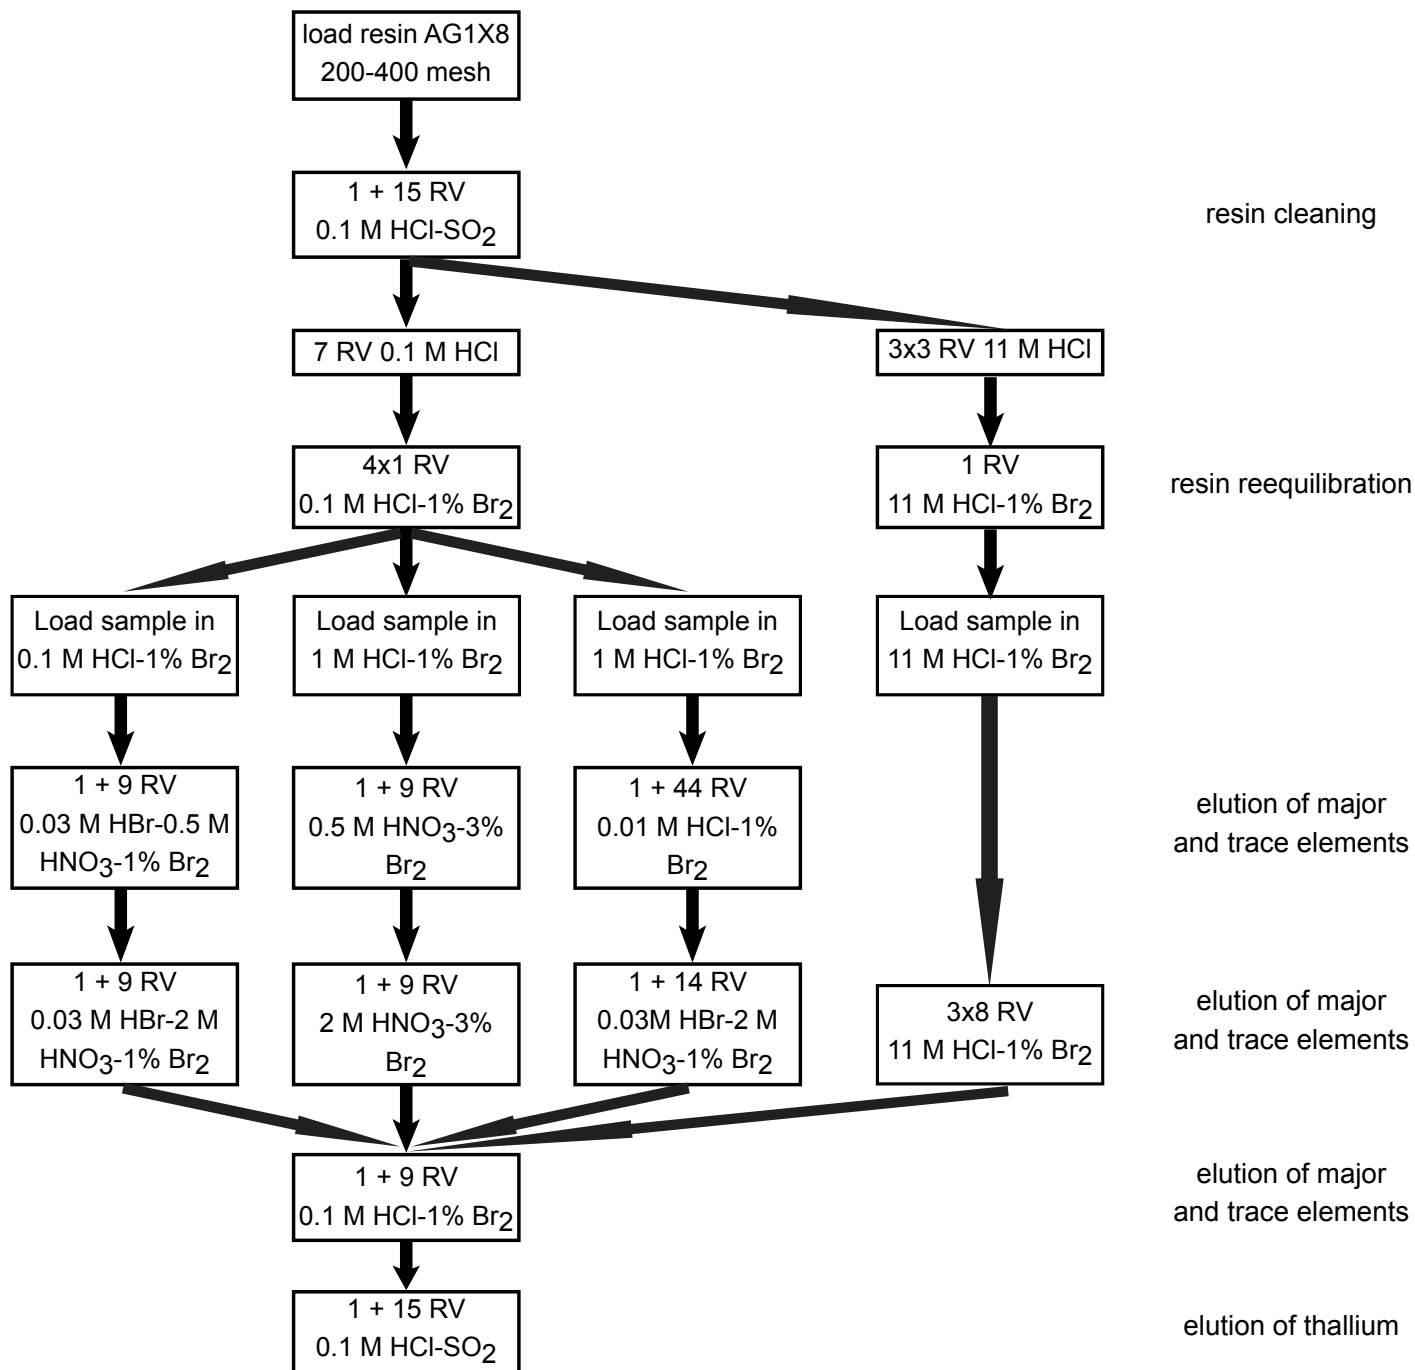 load resin AG1X8
200-400 mesh
1 + 15 RV
0.1 M HCl-SO2
resin cleaning
7 RV 0.1 M HCl
3x3 RV 11 M HCl
4x1 RV
0.1 M HCl-1% Br2
1 RV
11 M HCl-1% Br2
resin reequilibration
Load sample in
0.1 M HCl-1% Br2
Load sample in
1 M HCl-1% Br2
Load sample in
1 M HCl-1% Br2
Load sample in
11 M HCl-1% Br2
1 + 9 RV
0.03 M HBr-0.5 M
HNO3-1% Br2
1 + 9 RV
0.5 M HNO3-3%
Br2
1 + 44 RV
0.01 M HCl-1%
Br2
elution of major
and trace elements
1 + 9 RV
0.03 M HBr-2 M
HNO3-1% Br2
1 + 9 RV
2 M HNO3-3%
Br2
1 + 14 RV
0.03M HBr-2 M
HNO3-1% Br2
3x8 RV
11 M HCl-1% Br2
elution of major
and trace elements
1 + 9 RV
0.1 M HCl-1% Br2
elution of major
and trace elements
1 + 15 RV
0.1 M HCl-SO2
elution of thallium